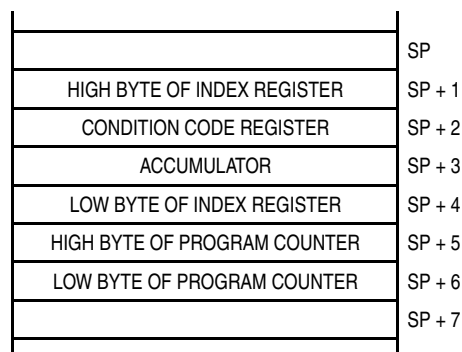 SP
HIGH BYTE OF INDEX REGISTER SP + 1
CONDITION CODE REGISTER SP + 2
ACCUMULATOR SP + 3
LOW BYTE OF INDEX REGISTER SP + 4
HIGH BYTE OF PROGRAM COUNTER SP + 5
LOW BYTE OF PROGRAM COUNTER SP + 6
SP + 7